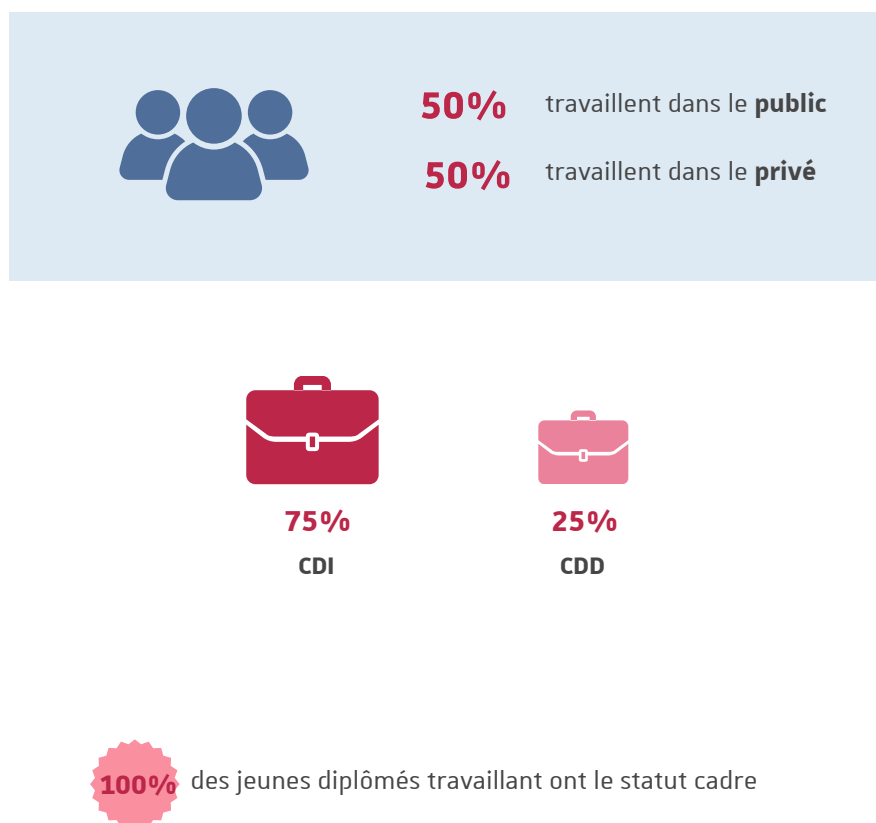 50% travaillent dans le public
50% travaillent dans le privé
75% 25%
CDI CDD
100% des jeunes diplômés travaillant ont le statut cadre